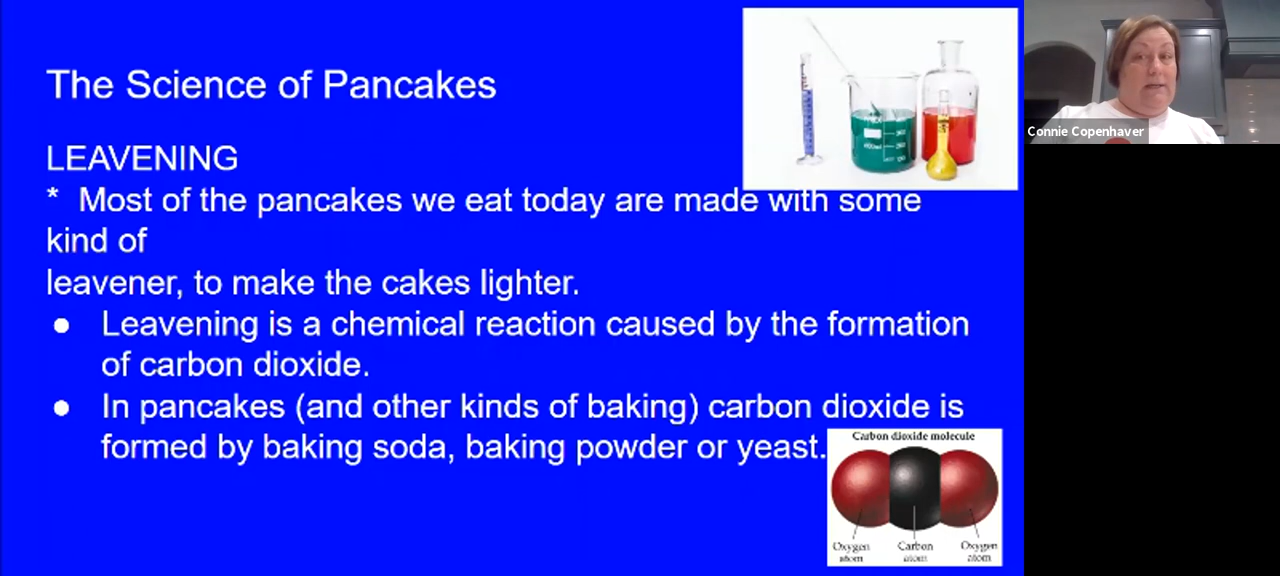 The Science of Pancakes
LEAVENING
* Most of the pancakes we eat today are made with some
kind of
leavener, to make the cakes lighter.
● Leavening is a chemical reaction caused by the formation
of carbon dioxide.
● In pancakes (and other kinds of baking) carbon dioxide is
formed by baking soda, baking powder or yeast.
Carbon dioxide molecule
Oxygen atom
Carbon atom
Oxygen atom
Connie Copenhaver